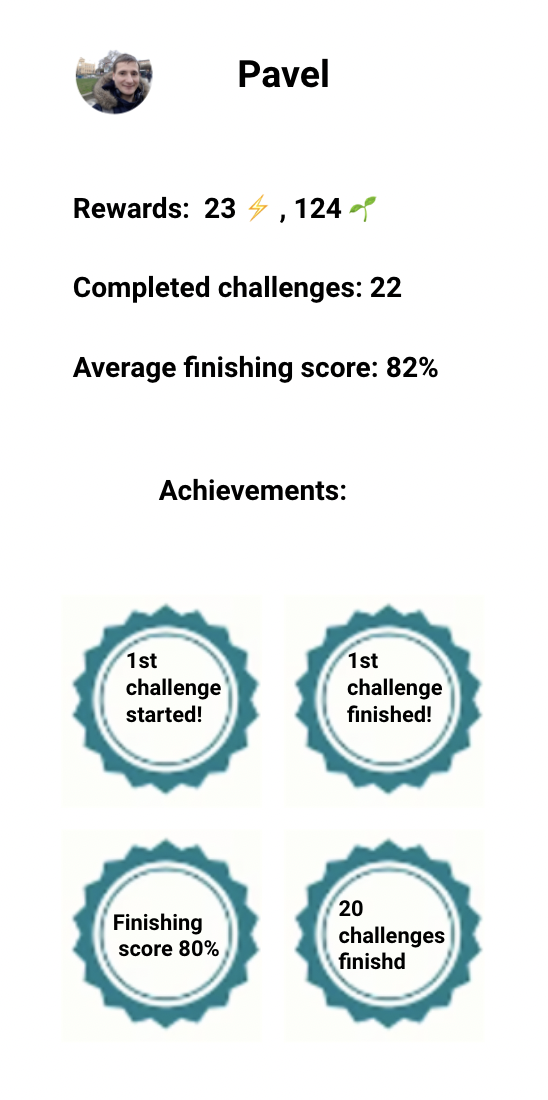 Pavel
Rewards: 23 ⚡ , 124 🌱
Completed challenges: 22
Average finishing score: 82%
Achievements:
1st
challenge
started!
1st
challenge
finished!
Finishing
score 80%
20
challenges
finishd